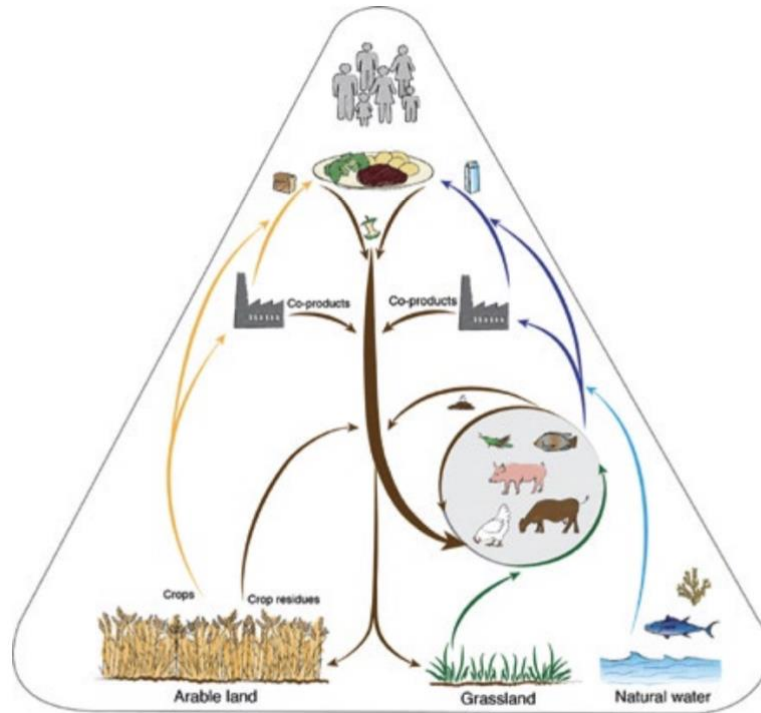 Co-products
Co-products
Crops
Crop residues
Arable land
Grassland
Natural water